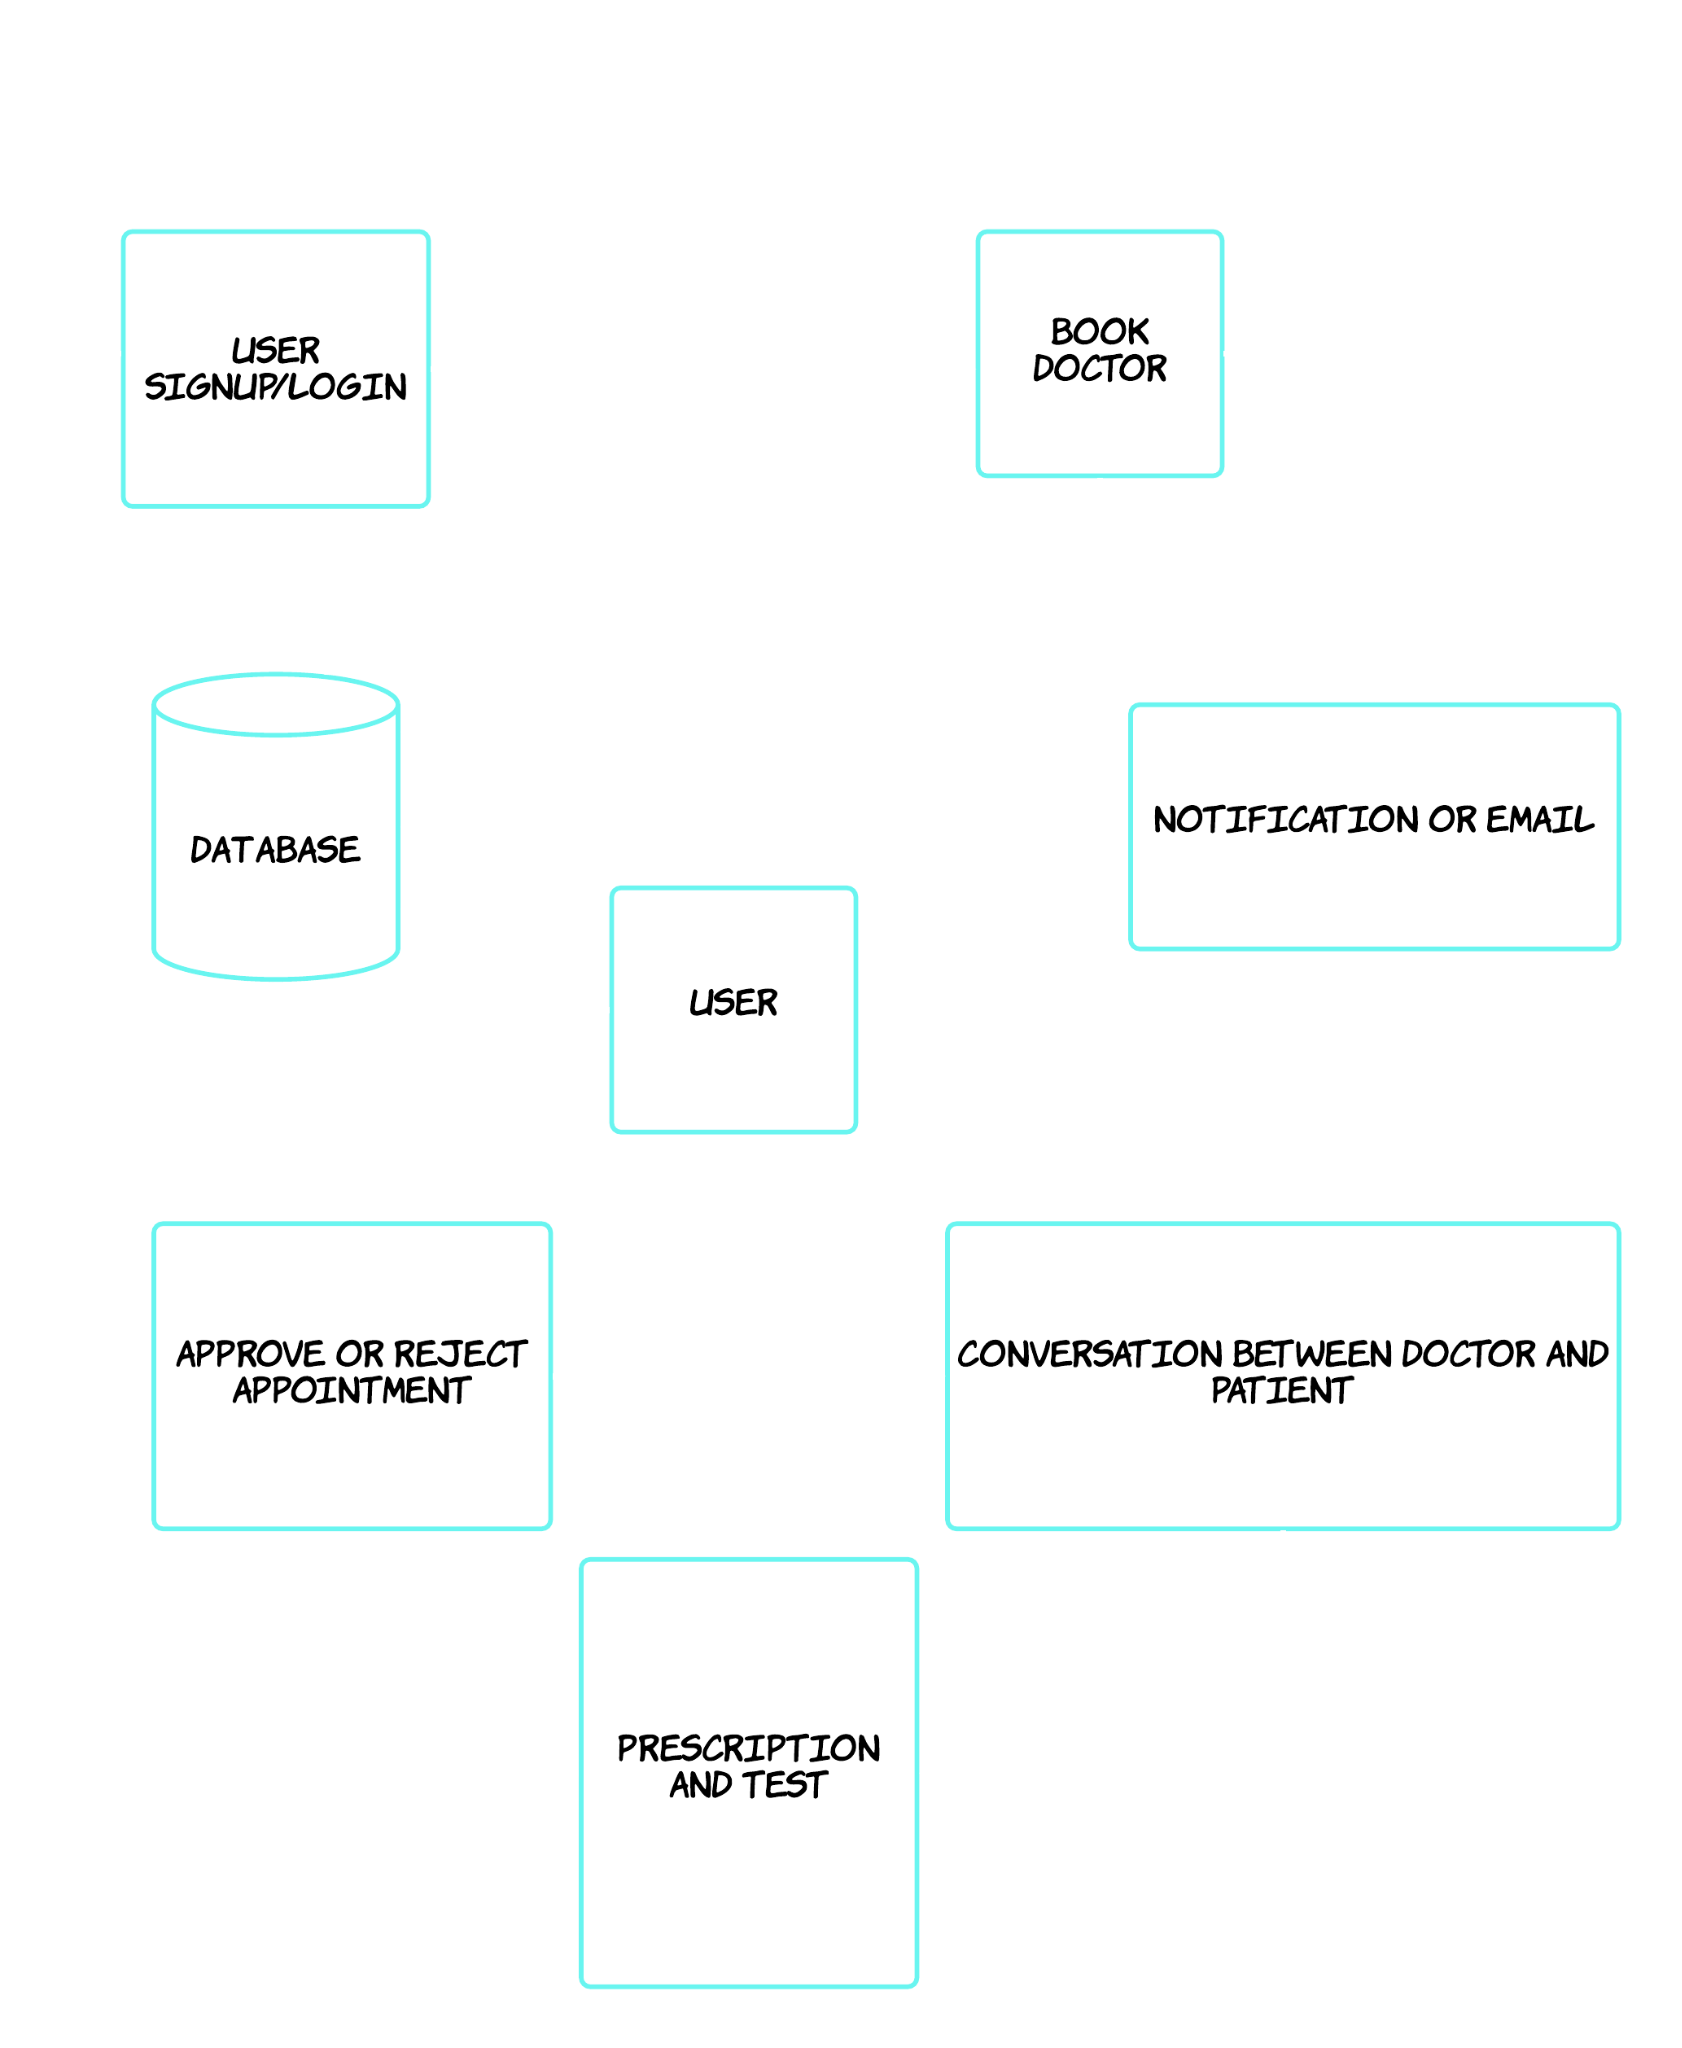 USER
SIGNUP/LOGIN
BOOK
DOCTOR
DATABASE
NOTIFICATION OR EMAIL
USER
APPROVE OR REJECT
APPOINTMENT
CONVERSATION BETWEEN DOCTOR AND
PATIENT
PRESCRIPTION
AND TEST